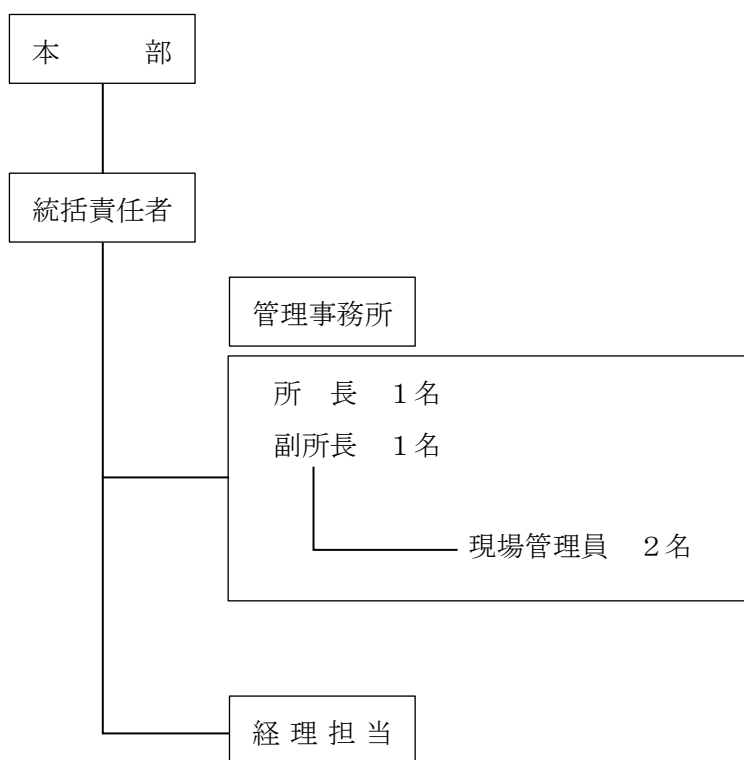 本　　部
統括責任者
管理事務所
所　長　１名
副所長　１名
現場管理員　２名
経 理 担 当